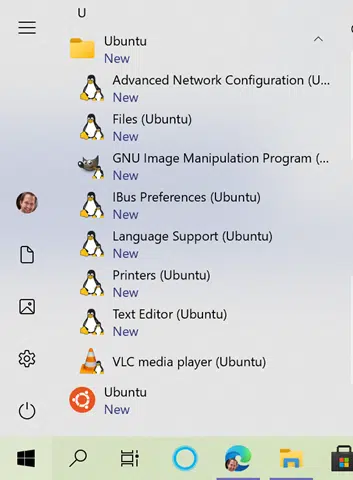 U
Ubuntu
New
Advanced Network Configuration (U...
New
Files (Ubuntu)
New
GNU Image Manipulation Program (...
New
IBus Preferences (Ubuntu)
New
Language Support (Ubuntu)
New
Printers (Ubuntu)
New
Text Editor (Ubuntu)
New
VLC media player (Ubuntu)
Ubuntu
New